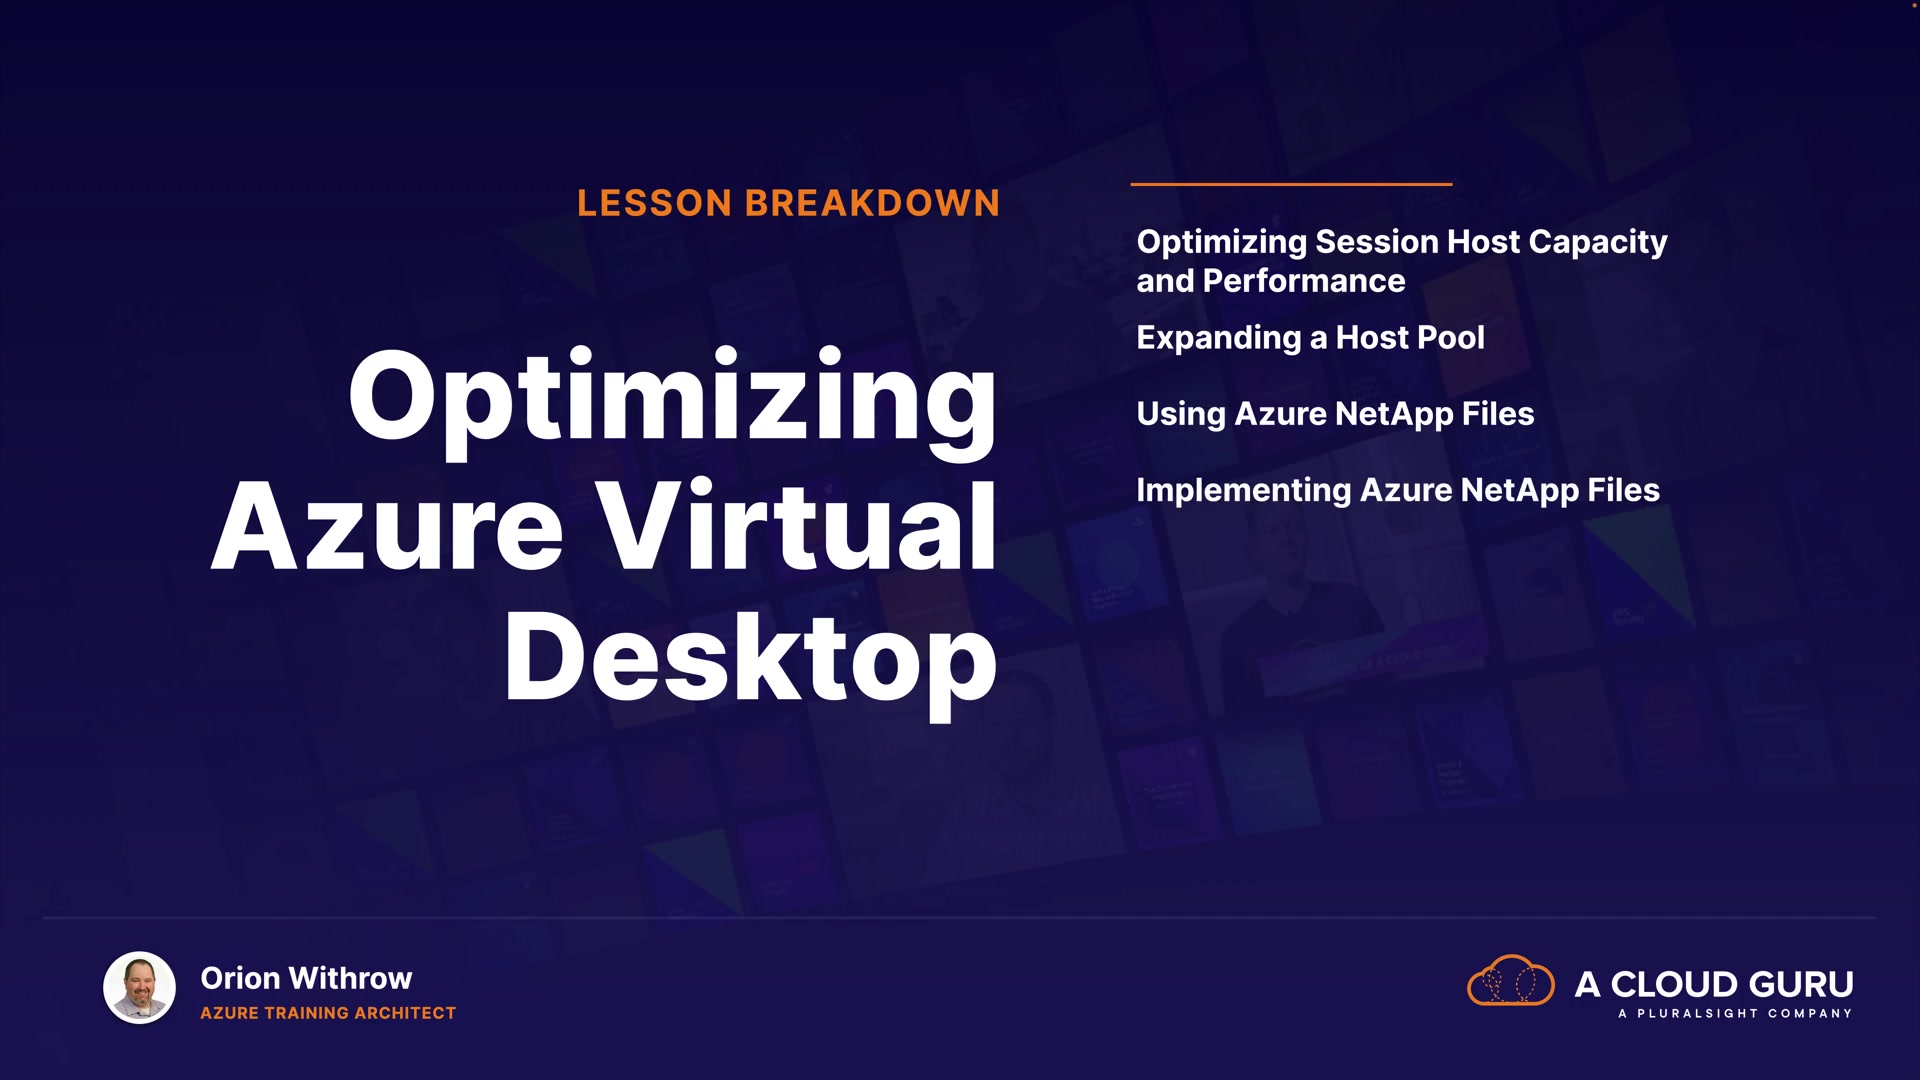 LESSON BREAKDOWN
Optimizing
Azure Virtual
Desktop
Optimizing Session Host Capacity
and Performance
Expanding a Host Pool
Using Azure NetApp Files
Implementing Azure NetApp Files
Orion Withrow
AZURE TRAINING ARCHITECT
A CLOUD GURU
A PLURALSIGHT COMPANY